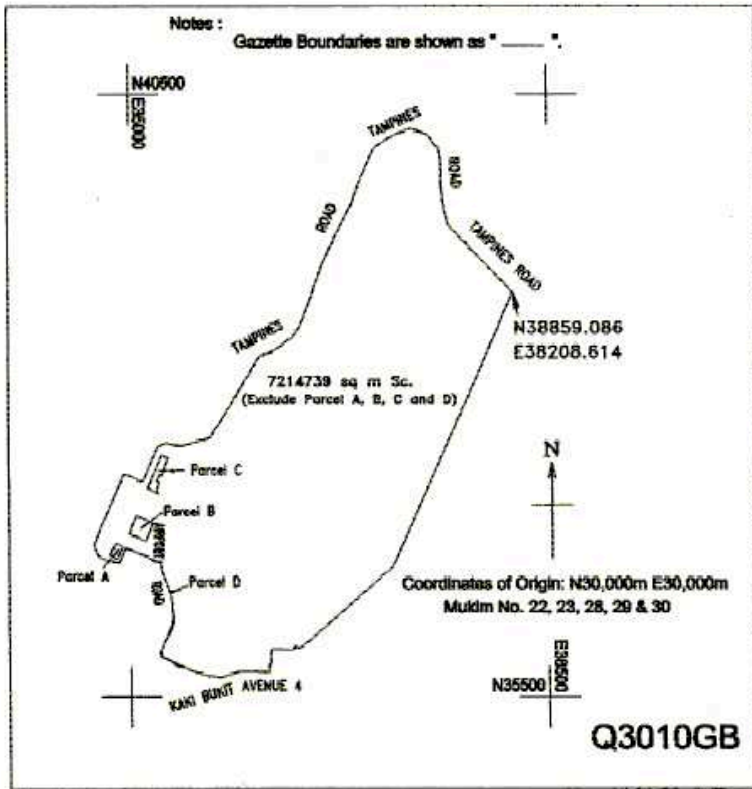 Notes :
Gazette Boundaries are shown as " —— ".
N40500
E35000
TAMPINES
ROAD
ROAD
TAMPINES ROAD
N38859.086
E38208.614
TAMPINES
7214739 sq m Sc.
(Exclude Parcel A, B, C and D)
N
Parcel C
Parcel B
Parcel A
ROAD
Parcel D
Coordinates of Origin: N30,000m E30,000m
Mukim No. 22, 23, 28, 29 & 30
KAKI BUKIT AVENUE 4
N35500
E38500
Q3010GB